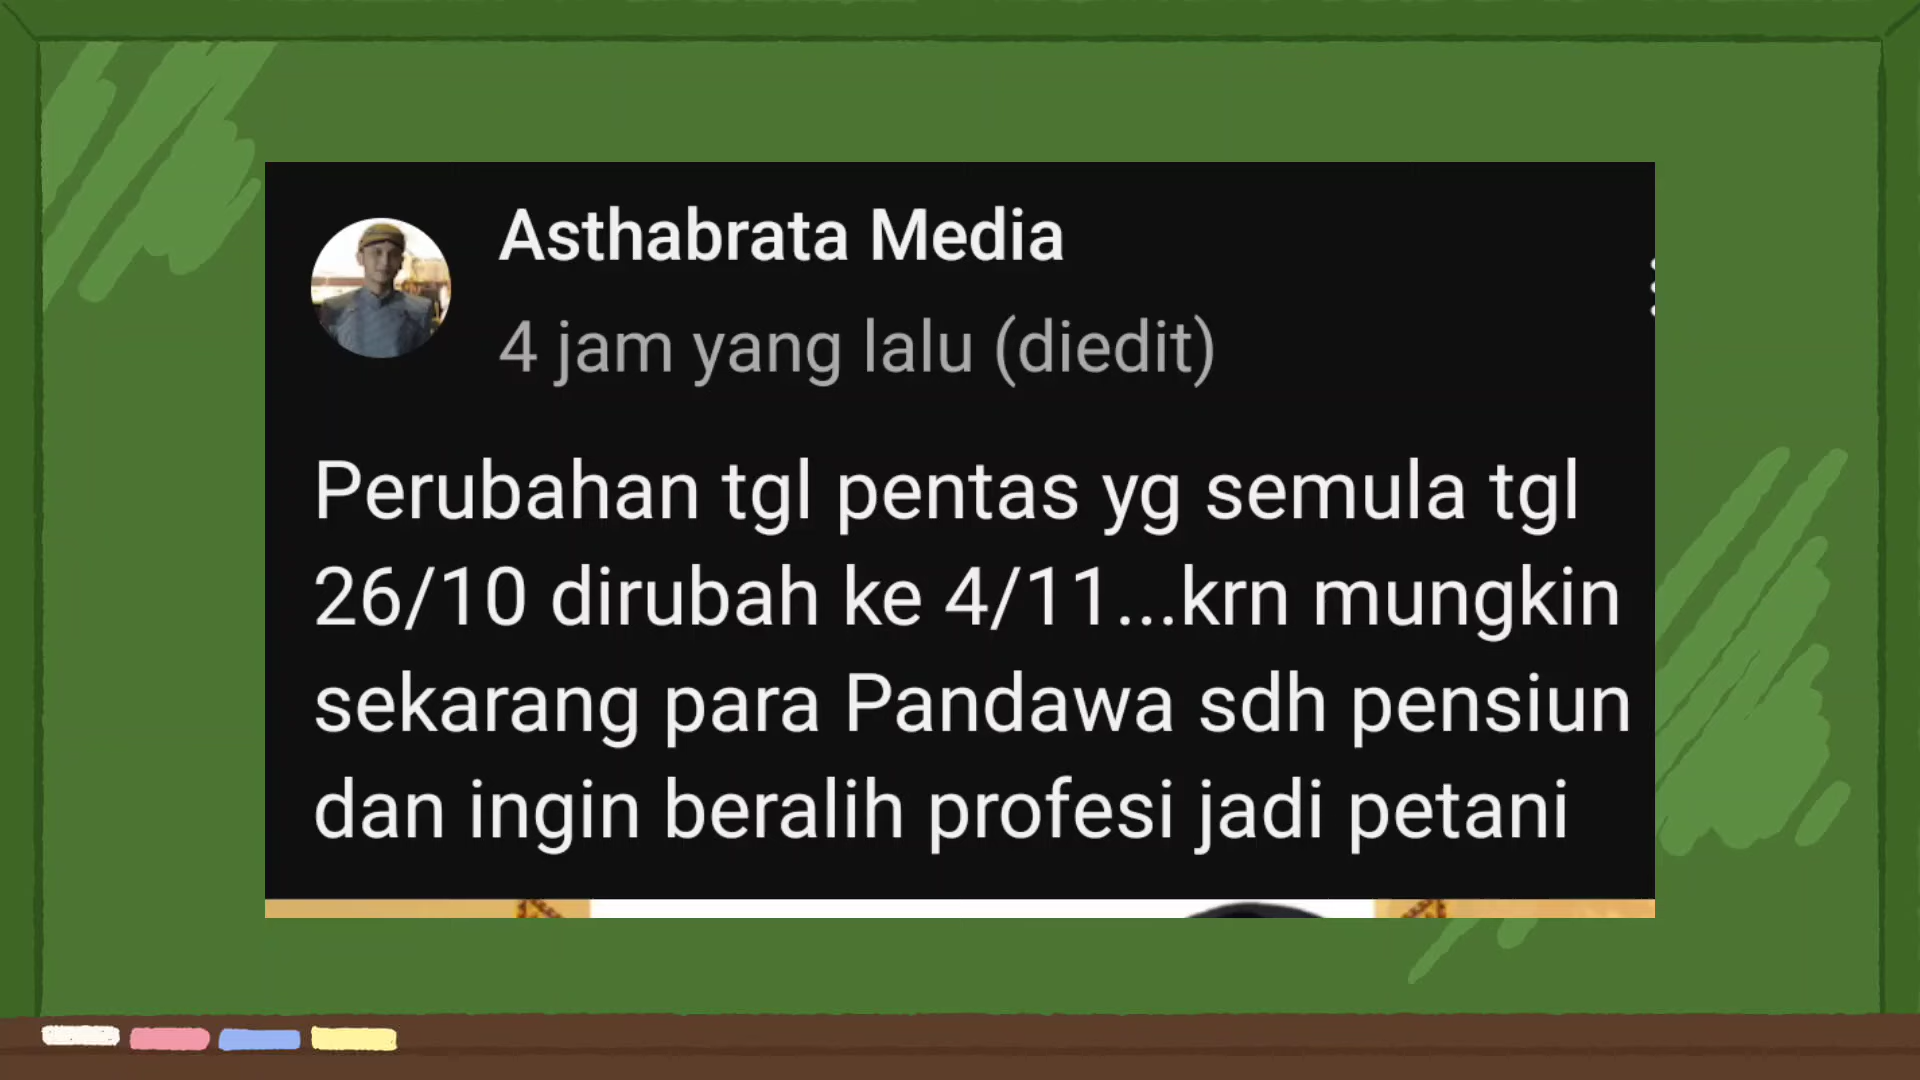 Asthabrata Media
4 jam yang lalu (diedit)
Perubahan tgl pentas yg semula tgl
26/10 dirubah ke 4/11...krn mungkin
sekarang para Pandawa sdh pensiun
dan ingin beralih profesi jadi petani